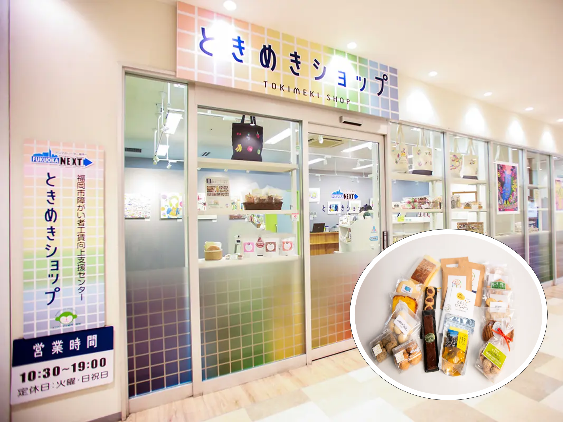 ときめきショップ
TOKIMEKI SHOP
FUKUOKA NEXT
福岡市障がい者工賃向上支援センター
ときめきショップ
営業時間
10:30~19:00
定休日:火曜・日祝日